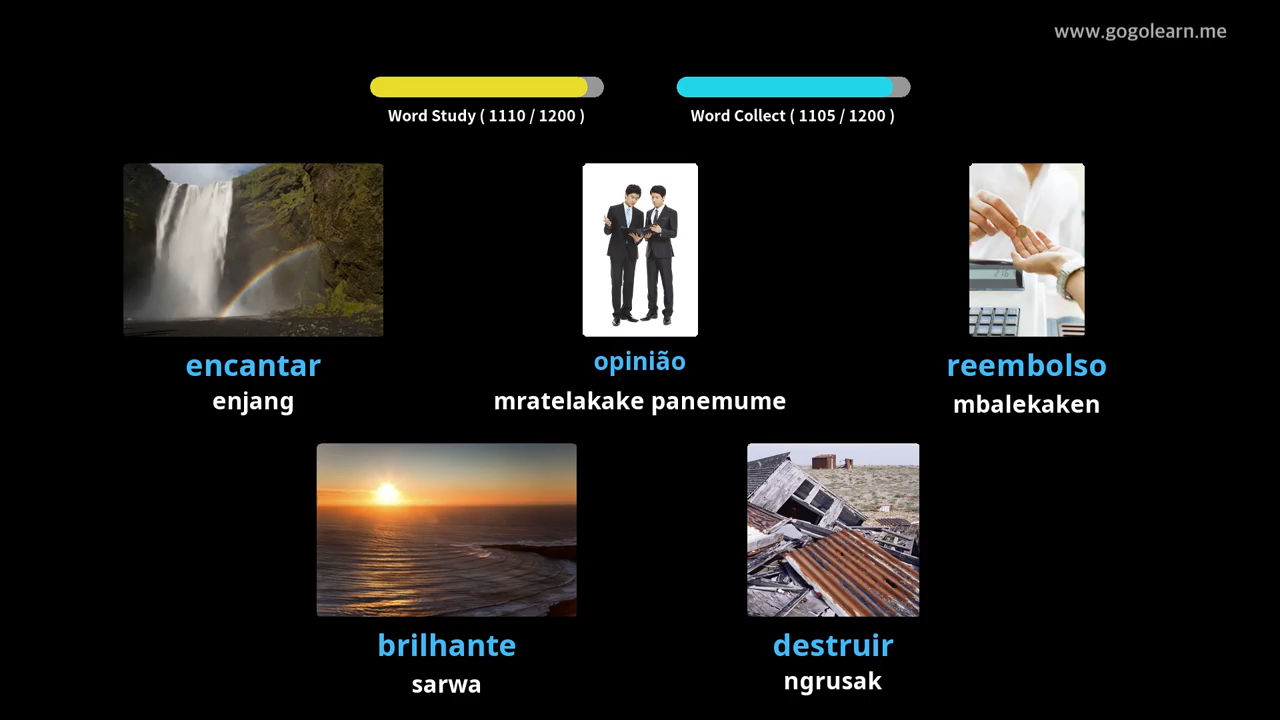 www.gogolearn.me
Word Study ( 1110 / 1200 )
Word Collect ( 1105 / 1200 )
encantar
enjang
opinião
mratelakake panemume
reembolso
mbalekaken
brilhante
sarwa
destruir
ngrusak